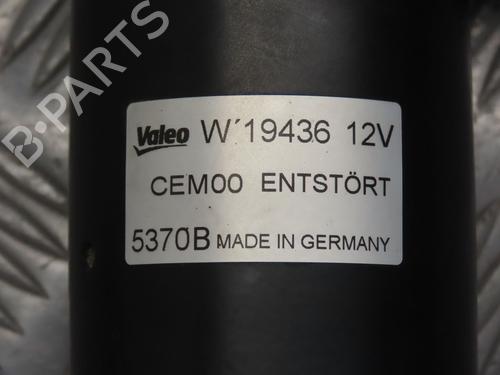 B-PARTS
Valeo W´19436 12V
CEM00 ENTSTÖRT
5370B MADE IN GERMANY